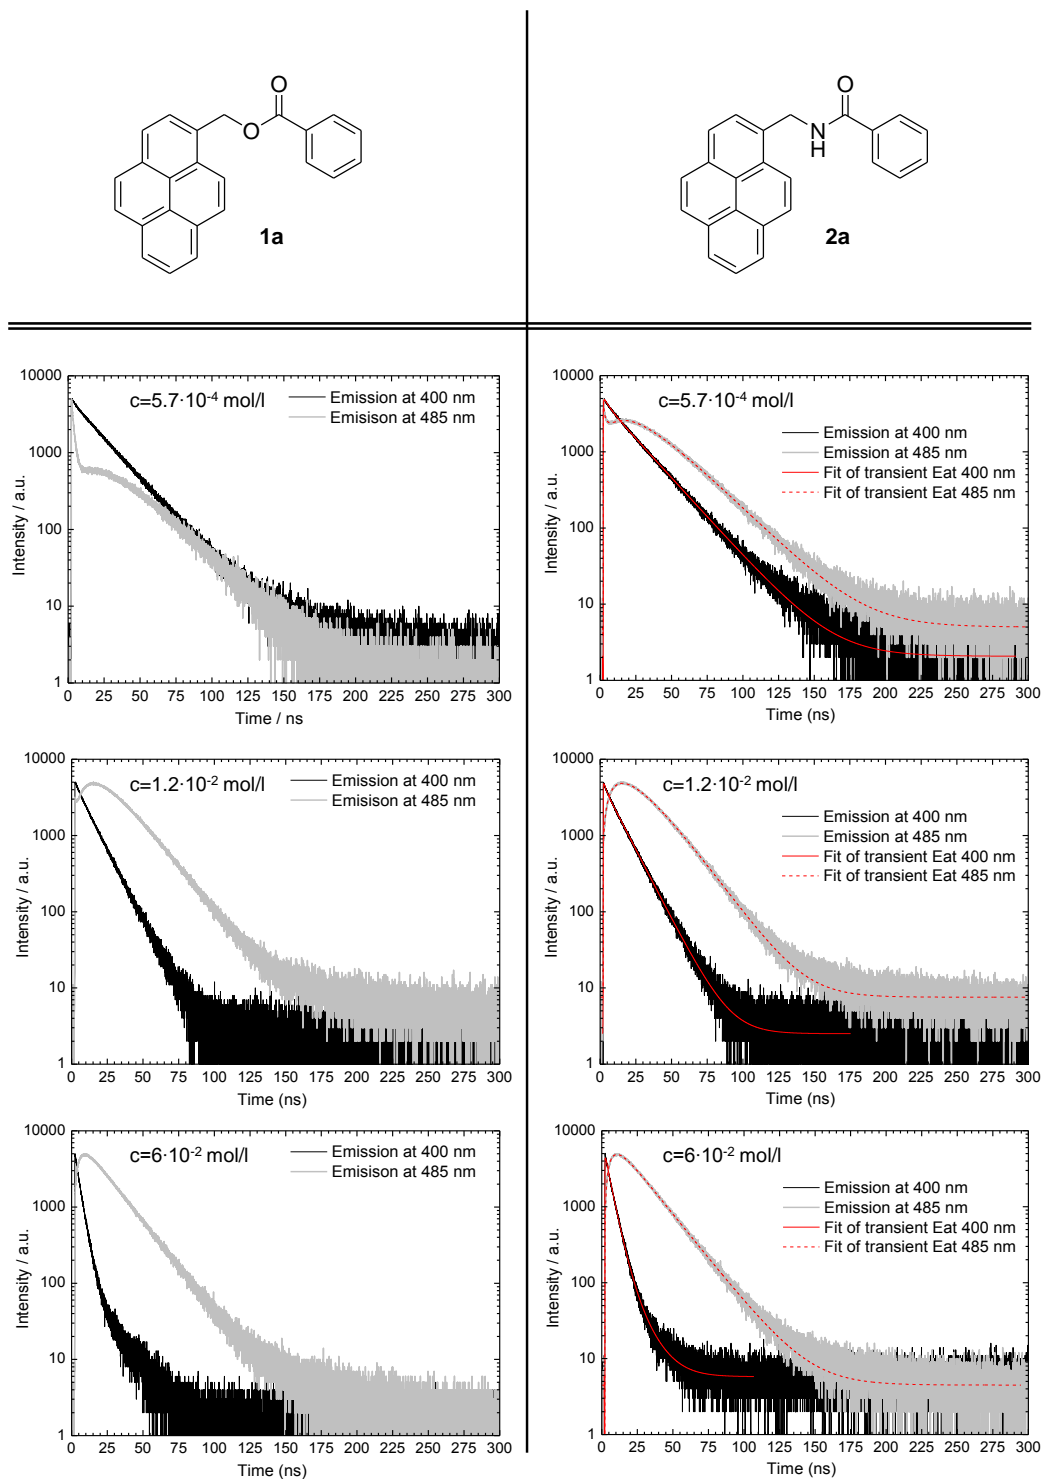 O
O
1a
O
N
H
2a
c=5.7·10⁻⁴ mol/l
Emission at 400 nm
Emisison at 485 nm
Intensity / a.u.
10000
1000
100
10
1
0 25 50 75 100 125 150 175 200 225 250 275 300
Time / ns
c=5.7·10⁻⁴ mol/l
Emission at 400 nm
Emission at 485 nm
Fit of transient Eat 400 nm
Fit of transient Eat 485 nm
Intensity / a.u.
10000
1000
100
10
1
0 25 50 75 100 125 150 175 200 225 250 275 300
Time (ns)
c=1.2·10⁻² mol/l
Emission at 400 nm
Emisison at 485 nm
Intensity / a.u.
10000
1000
100
10
1
0 25 50 75 100 125 150 175 200 225 250 275 300
Time (ns)
c=1.2·10⁻² mol/l
Emission at 400 nm
Emission at 485 nm
Fit of transient Eat 400 nm
Fit of transient Eat 485 nm
Intensity / a.u.
10000
1000
100
10
1
0 25 50 75 100 125 150 175 200 225 250 275 300
Time (ns)
c=6·10⁻² mol/l
Emission at 400 nm
Emisison at 485 nm
Intensity / a.u.
10000
1000
100
10
1
0 25 50 75 100 125 150 175 200 225 250 275 300
Time (ns)
c=6·10⁻² mol/l
Emission at 400 nm
Emission at 485 nm
Fit of transient Eat 400 nm
Fit of transient Eat 485 nm
Intensity / a.u.
10000
1000
100
10
1
0 25 50 75 100 125 150 175 200 225 250 275 300
Time (ns)